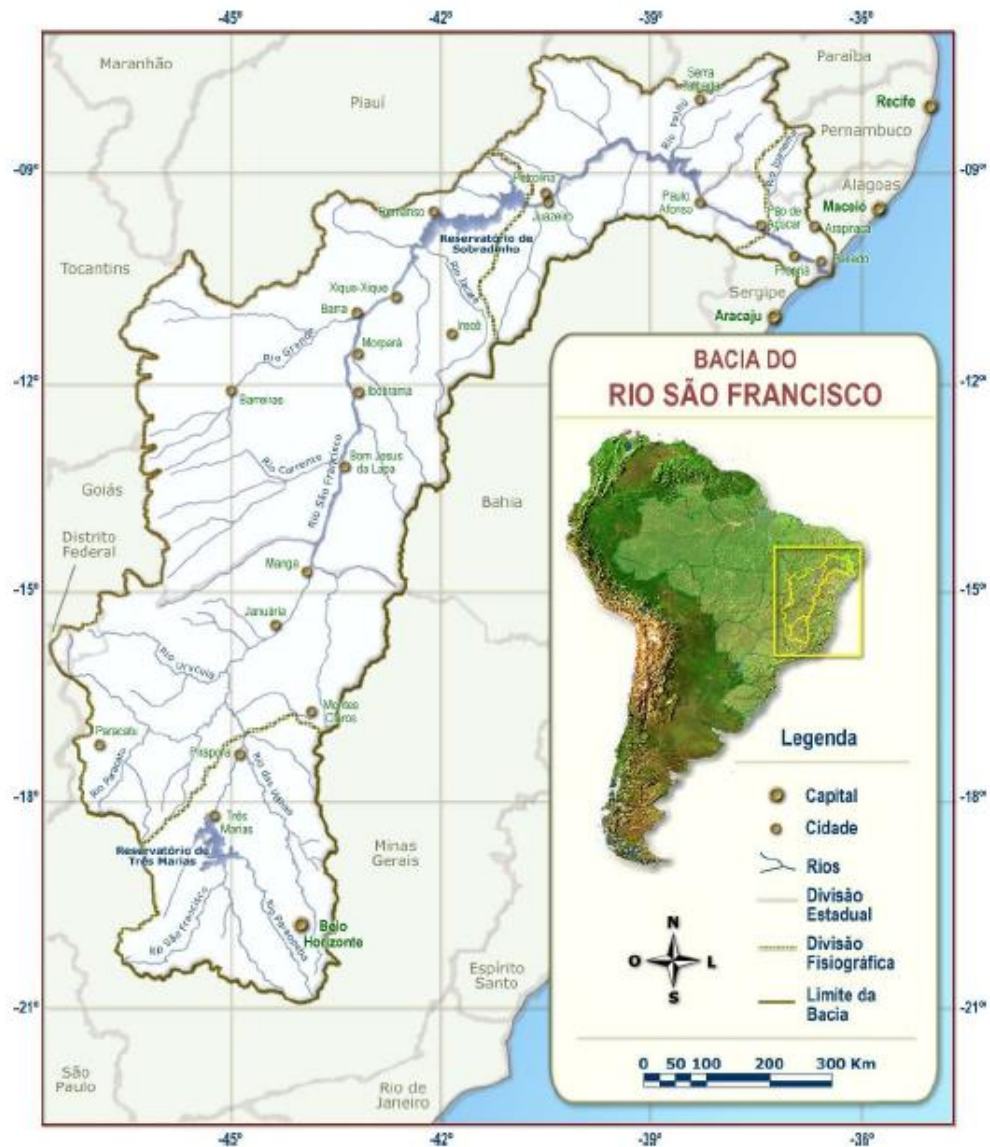 -45º
-42º
-39º
-36º
Maranhão
Piauí
Paraíba
Serra
Talhada
Recife
Rio Pajeú
Pernambuco
-09º
-09º
Rio Ipanema
Petrolina
Alagoas
Remanso
Juazeiro
Paulo
Afonso
Pão de
Açúcar
Maceió
Arapiraca
Reservatório de
Sobradinho
Tocantins
Propriá
Penedo
Rio Jacaré
Xique-Xique
Sergipe
Barra
Aracaju
Irecê
Rio Grande
Morpará
-12º
-12º
Barreiras
Ibotirama
BACIA DO
RIO SÃO FRANCISCO
Rio Corrente
Bom Jesus
da Lapa
Rio São Francisco
Goiás
Bahia
Distrito
Federal
Manga
-15º
-15º
Januária
Rio Urucuia
Montes
Claros
Paracatu
Pirapora
Rio Paracatu
Rio das Velhas
Legenda
Capital
-18º
-18º
Três
Marias
Cidade
Reservatório de
Três Marias
Minas
Gerais
Rios
Divisão
Estadual
Rio São Francisco
Rio Paraopeba
Belo
Horizonte
N
O
L
S
Divisão
Fisiográfica
Espírito
Santo
Limite da
Bacia
-21º
-21º
São
Paulo
Rio de
Janeiro
0 50 100 200 300 Km
-45º
-42º
-39º
-36º